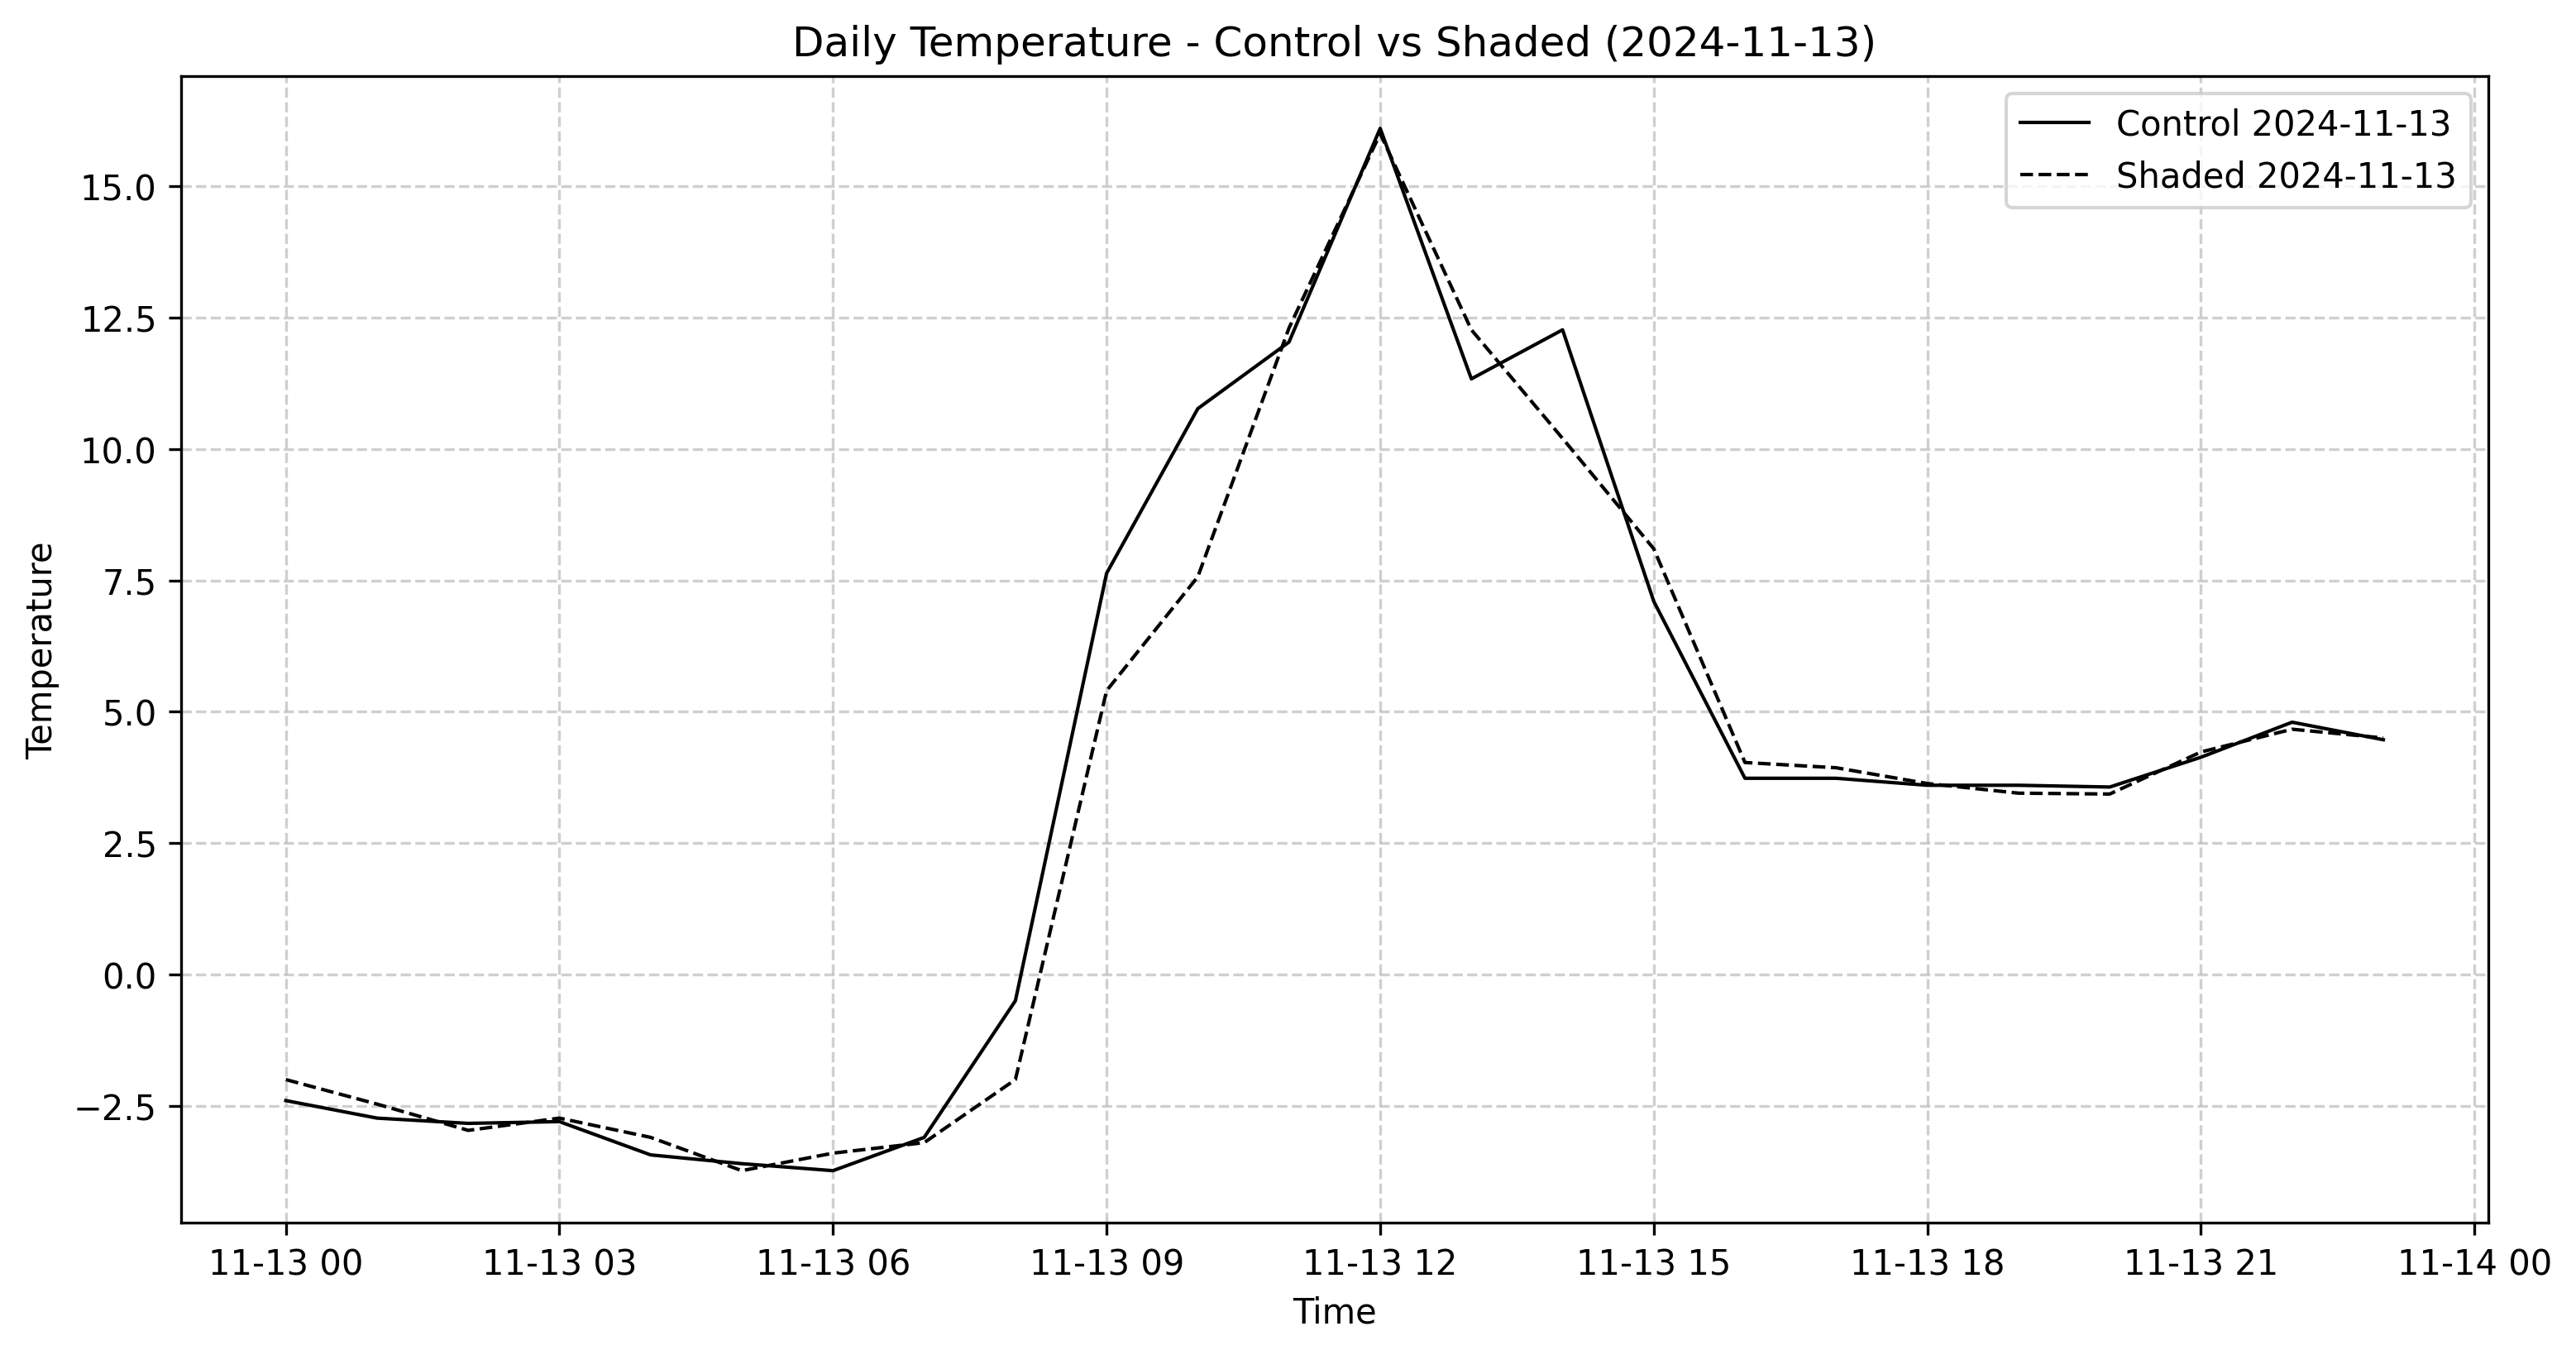 Daily Temperature - Control vs Shaded (2024-11-13)
Control 2024-11-13
Shaded 2024-11-13
15.0
12.5
10.0
7.5
5.0
2.5
0.0
−2.5
Temperature
11-13 00 11-13 03 11-13 06 11-13 09 11-13 12 11-13 15 11-13 18 11-13 21 11-14 00
Time